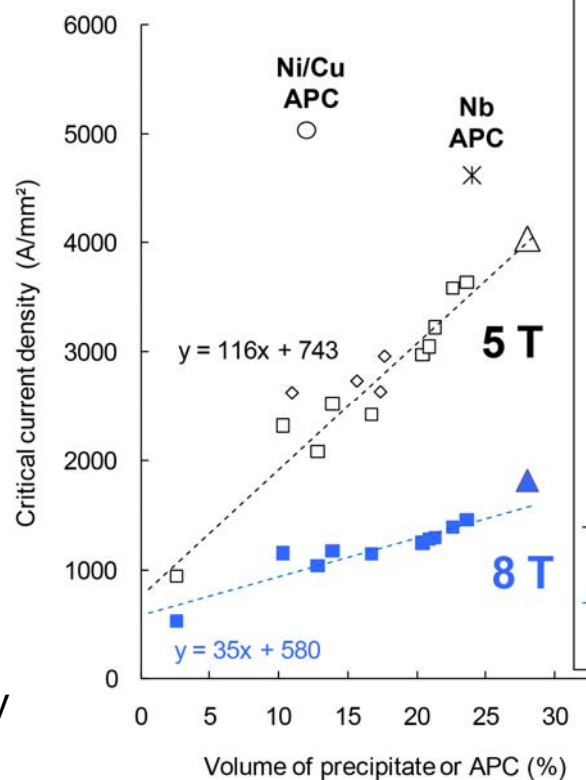 6000
5000
4000
3000
2000
1000
0
Critical current density (A/mm²)
Ni/Cu
APC
Nb
APC
y = 116x + 743
5 T
8 T
y = 35x + 580
0 5 10 15 20 25 30
Volume of precipitate or APC (%)
y